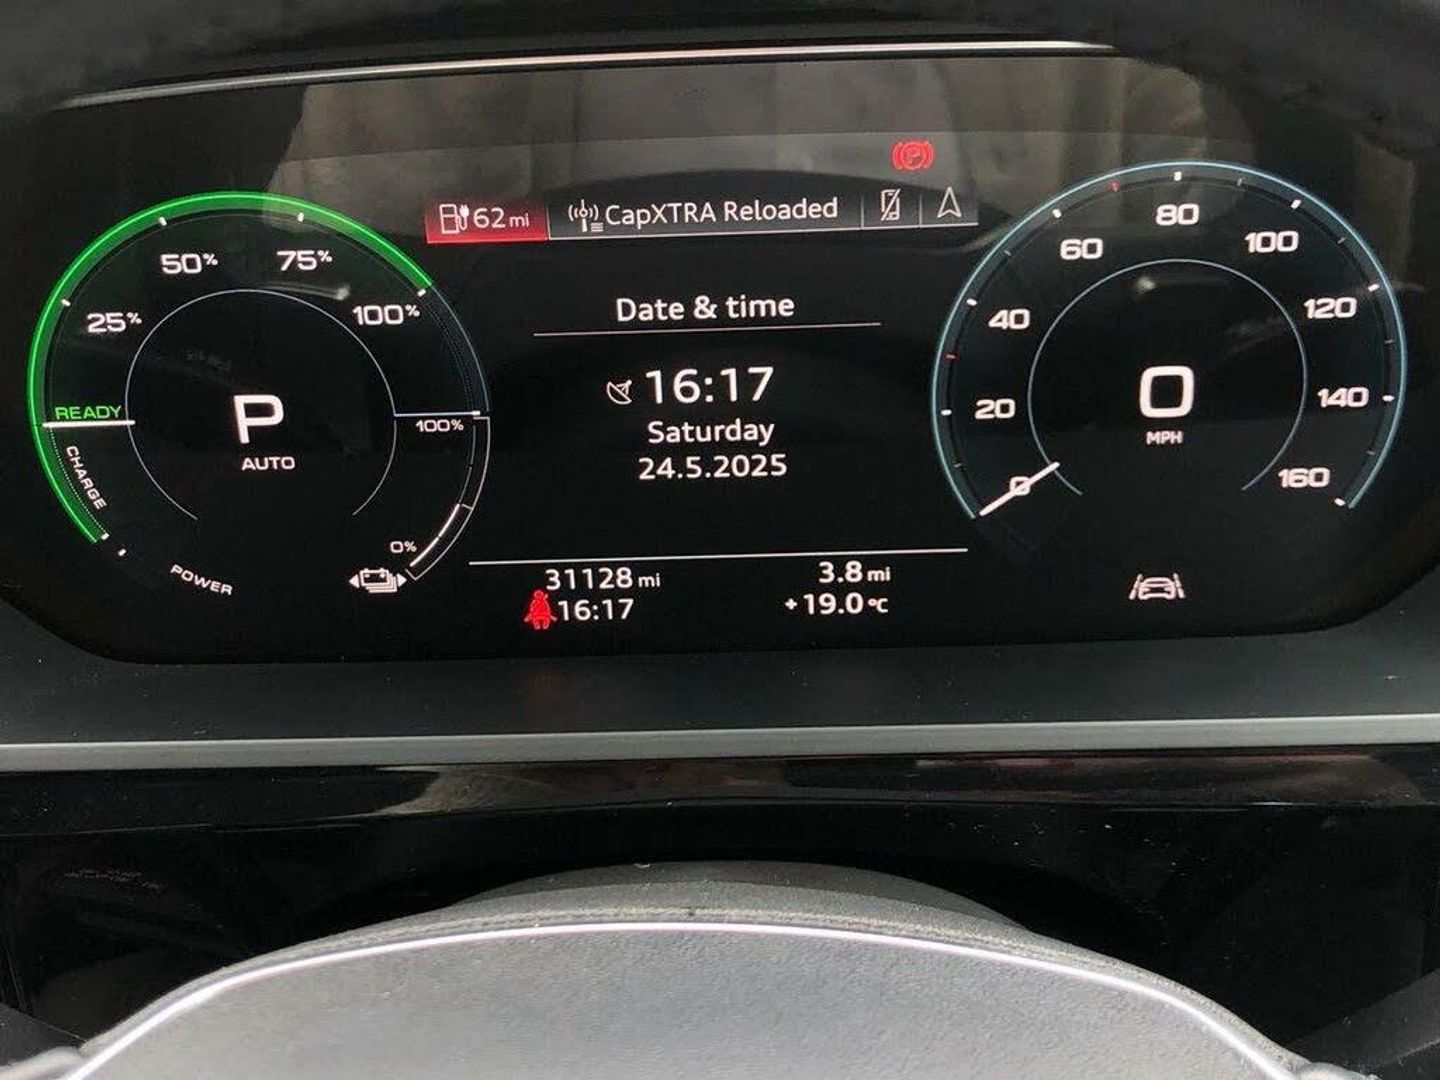 62 mi
CapXTRA Reloaded
Date & time
16:17
Saturday
24.5.2025
31128 mi
3.8 mi
16:17
+19.0 °C
25%
50%
75%
100%
READY
CHARGE
POWER
P
AUTO
100%
0%
0
20
40
60
80
100
120
140
160
0
MPH